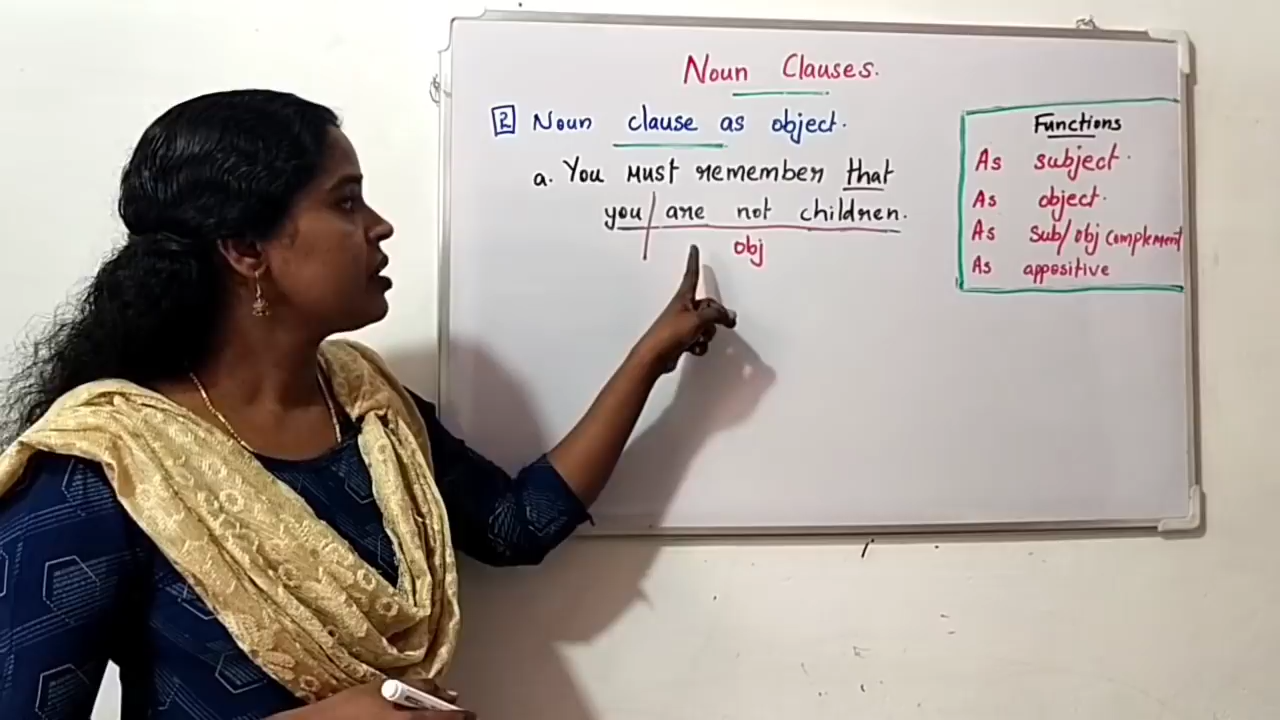 Noun Clauses.
2 Noun clause as object.
a. You must remember that
you / are not children.
obj
Functions
As subject.
As object.
As sub/obj complement
As appositive